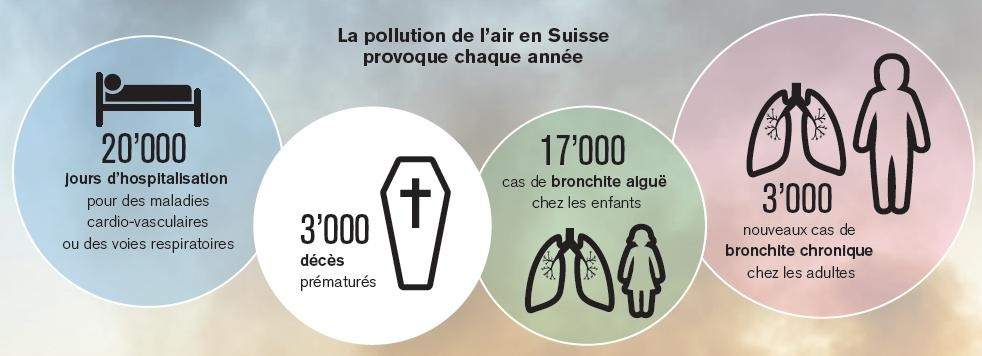 La pollution de l'air en Suisse
provoque chaque année
20'000
jours d'hospitalisation
pour des maladies
cardio-vasculaires
ou des voies respiratoires
3'000
décès
prématurés
17'000
cas de bronchite aiguë
chez les enfants
3'000
nouveaux cas de
bronchite chronique
chez les adultes